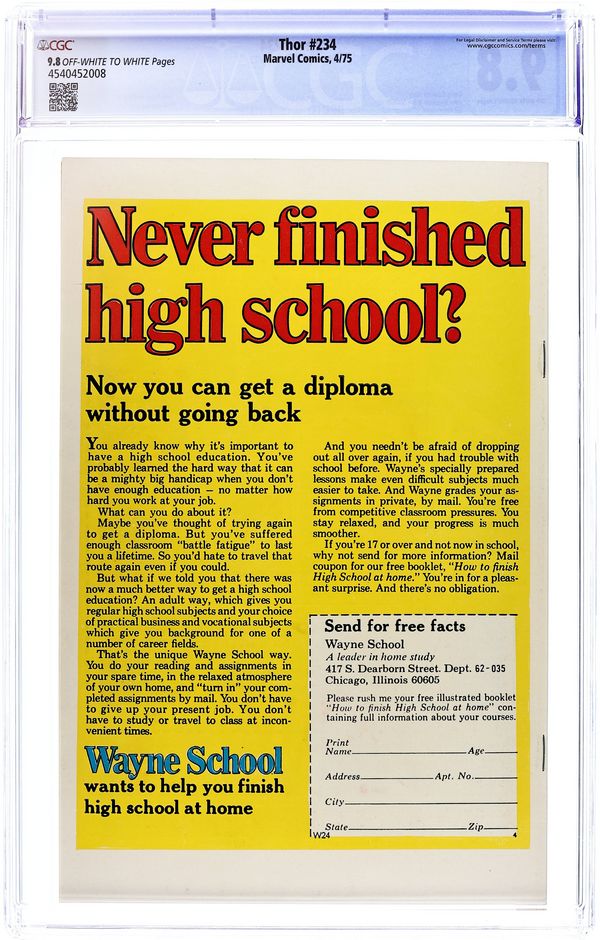 CGC
Thor #234
Marvel Comics, 4/75
9.8 OFF-WHITE TO WHITE Pages
4540452008
For Legal Disclaimer and Service Terms please visit:
www.cgccomics.com/terms
CGC
9.8
Never finished
high school?
Now you can get a diploma
without going back
You already know why it's important to
have a high school education. You've
probably learned the hard way that it can
be a mighty big handicap when you don't
have enough education – no matter how
hard you work at your job.
What can you do about it?
Maybe you've thought of trying again
to get a diploma. But you've suffered
enough classroom "battle fatigue" to last
you a lifetime. So you'd hate to travel that
route again even if you could.
But what if we told you that there was
now a much better way to get a high school
education? An adult way, which gives you
regular high school subjects and your choice
of practical business and vocational subjects
which give you background for one of a
number of career fields.
That's the unique Wayne School way.
You do your reading and assignments in
your spare time, in the relaxed atmosphere
of your own home, and "turn in" your com-
pleted assignments by mail. You don't have
to give up your present job. You don't
have to study or travel to class at incon-
venient times.
Wayne School
wants to help you finish
high school at home
And you needn't be afraid of dropping
out all over again, if you had trouble with
school before. Wayne's specially prepared
lessons make even difficult subjects much
easier to take. And Wayne grades your as-
signments in private, by mail. You're free
from competitive classroom pressures. You
stay relaxed, and your progress is much
smoother.
If you're 17 or over and not now in school,
why not send for more information? Mail
coupon for our free booklet, "How to finish
High School at home." You're in for a pleas-
ant surprise. And there's no obligation.
Send for free facts
Wayne School
A leader in home study
417 S. Dearborn Street. Dept. 62-035
Chicago, Illinois 60605
Please rush me your free illustrated booklet
"How to finish High School at home" con-
taining full information about your courses.
Print
Name Age
Address Apt. No.
City
State Zip
W24 4